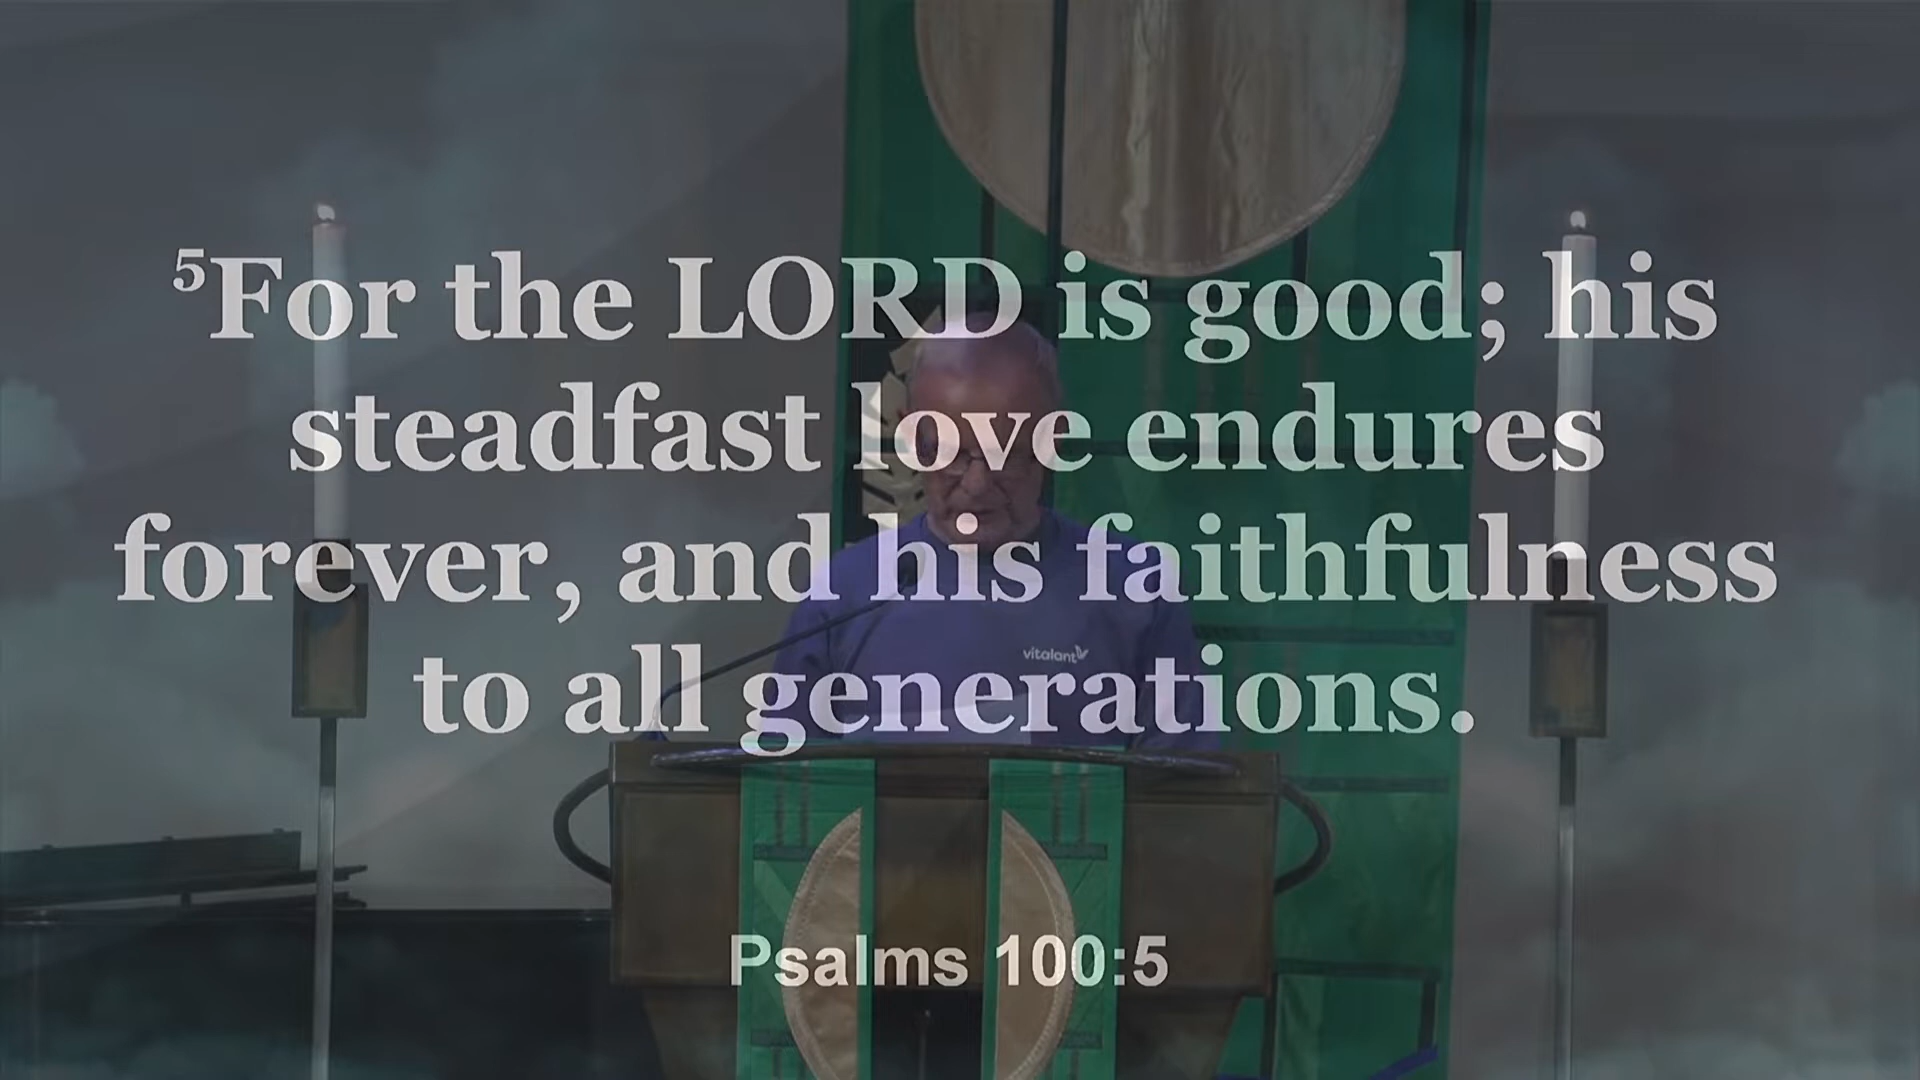 ⁵For the LORD is good; his
steadfast love endures
forever, and his faithfulness
to all generations.
vitalant
Psalms 100:5